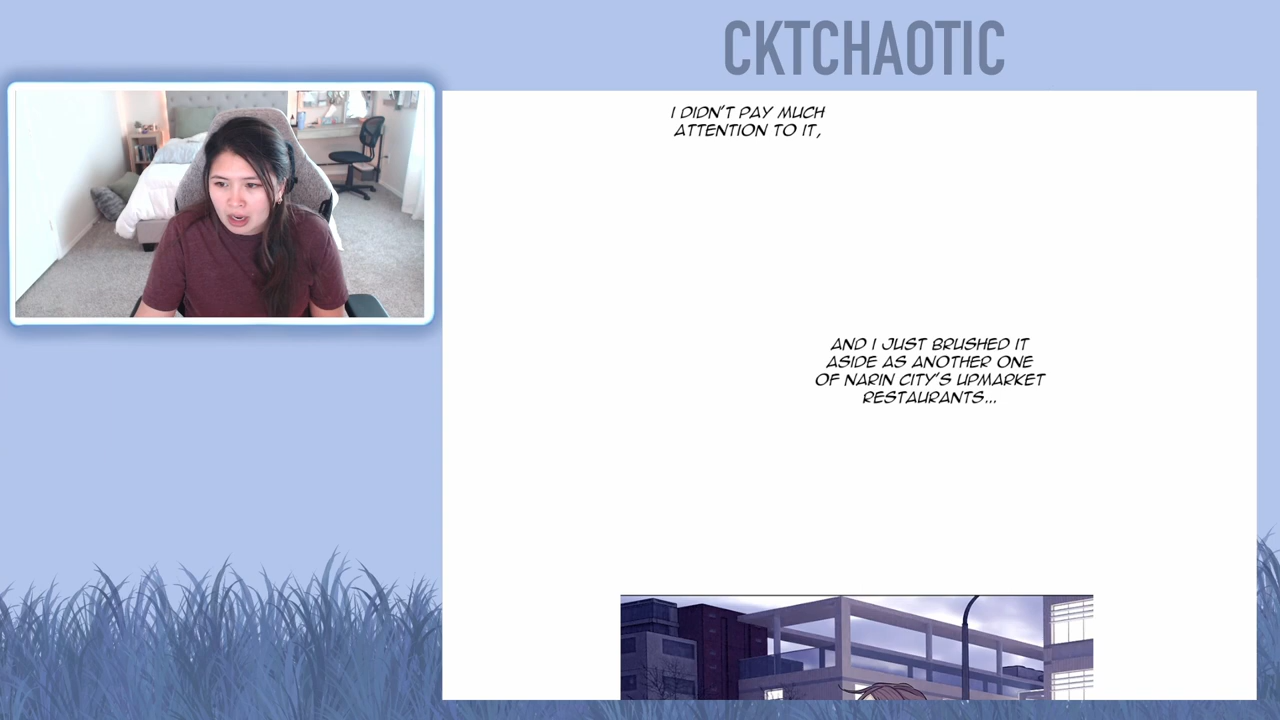 CKTCHAOTIC
I DIDN'T PAY MUCH
ATTENTION TO IT,
AND I JUST BRUSHED IT
ASIDE AS ANOTHER ONE
OF NARIN CITY'S UPMARKET
RESTAURANTS...